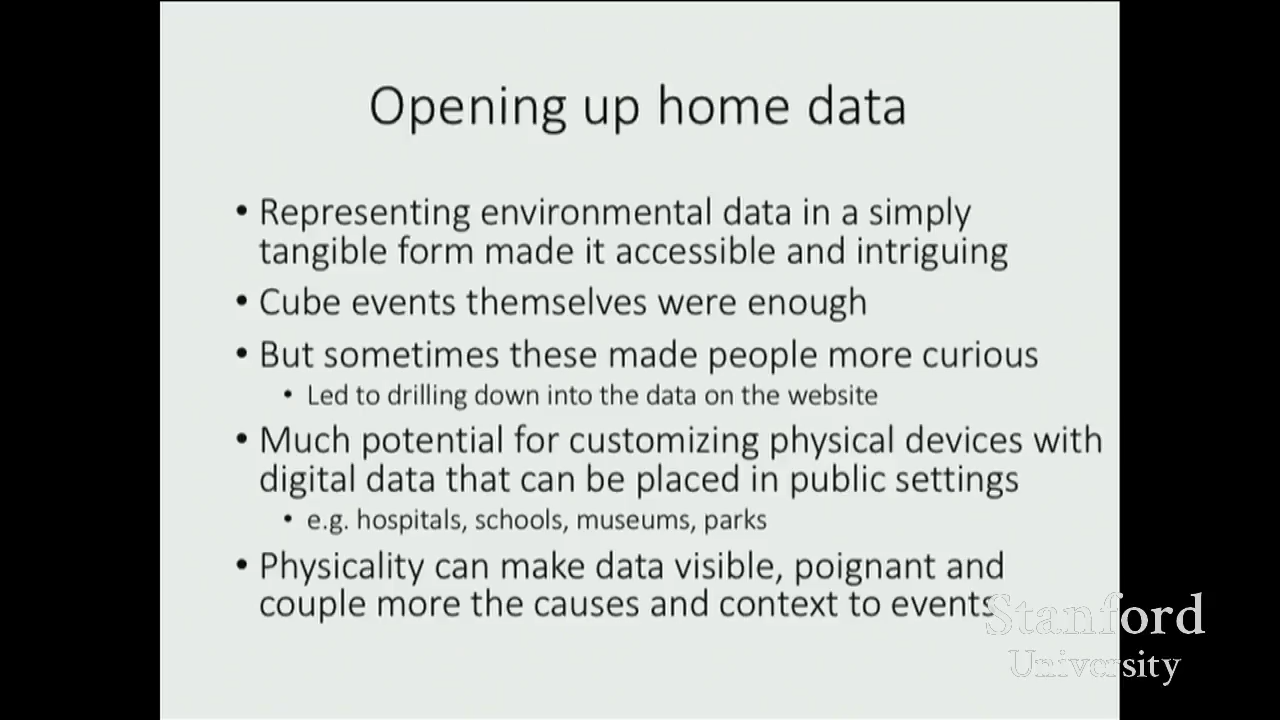 Opening up home data
• Representing environmental data in a simply
tangible form made it accessible and intriguing
• Cube events themselves were enough
• But sometimes these made people more curious
• Led to drilling down into the data on the website
• Much potential for customizing physical devices with
digital data that can be placed in public settings
• e.g. hospitals, schools, museums, parks
• Physicality can make data visible, poignant and
couple more the causes and context to events
Stanford
University